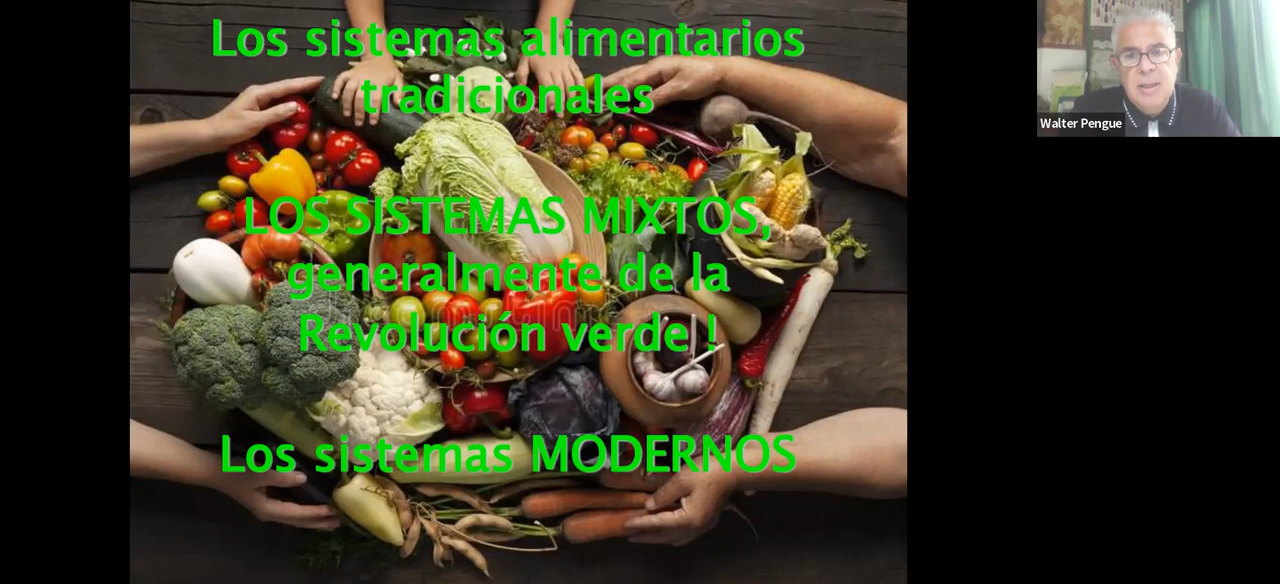 Los sistemas alimentarios
tradicionales
LOS SISTEMAS MIXTOS,
generalmente de la
Revolución verde !
Los sistemas MODERNOS
Walter Pengue